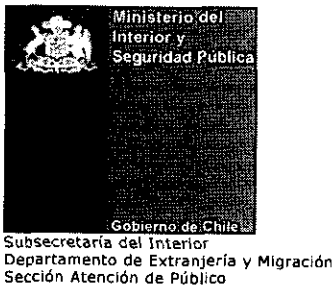 Ministerio del
Interior y
Seguridad Pública
Gobierno de Chile
Subsecretaría del Interior
Departamento de Extranjería y Migración
Sección Atención de Público